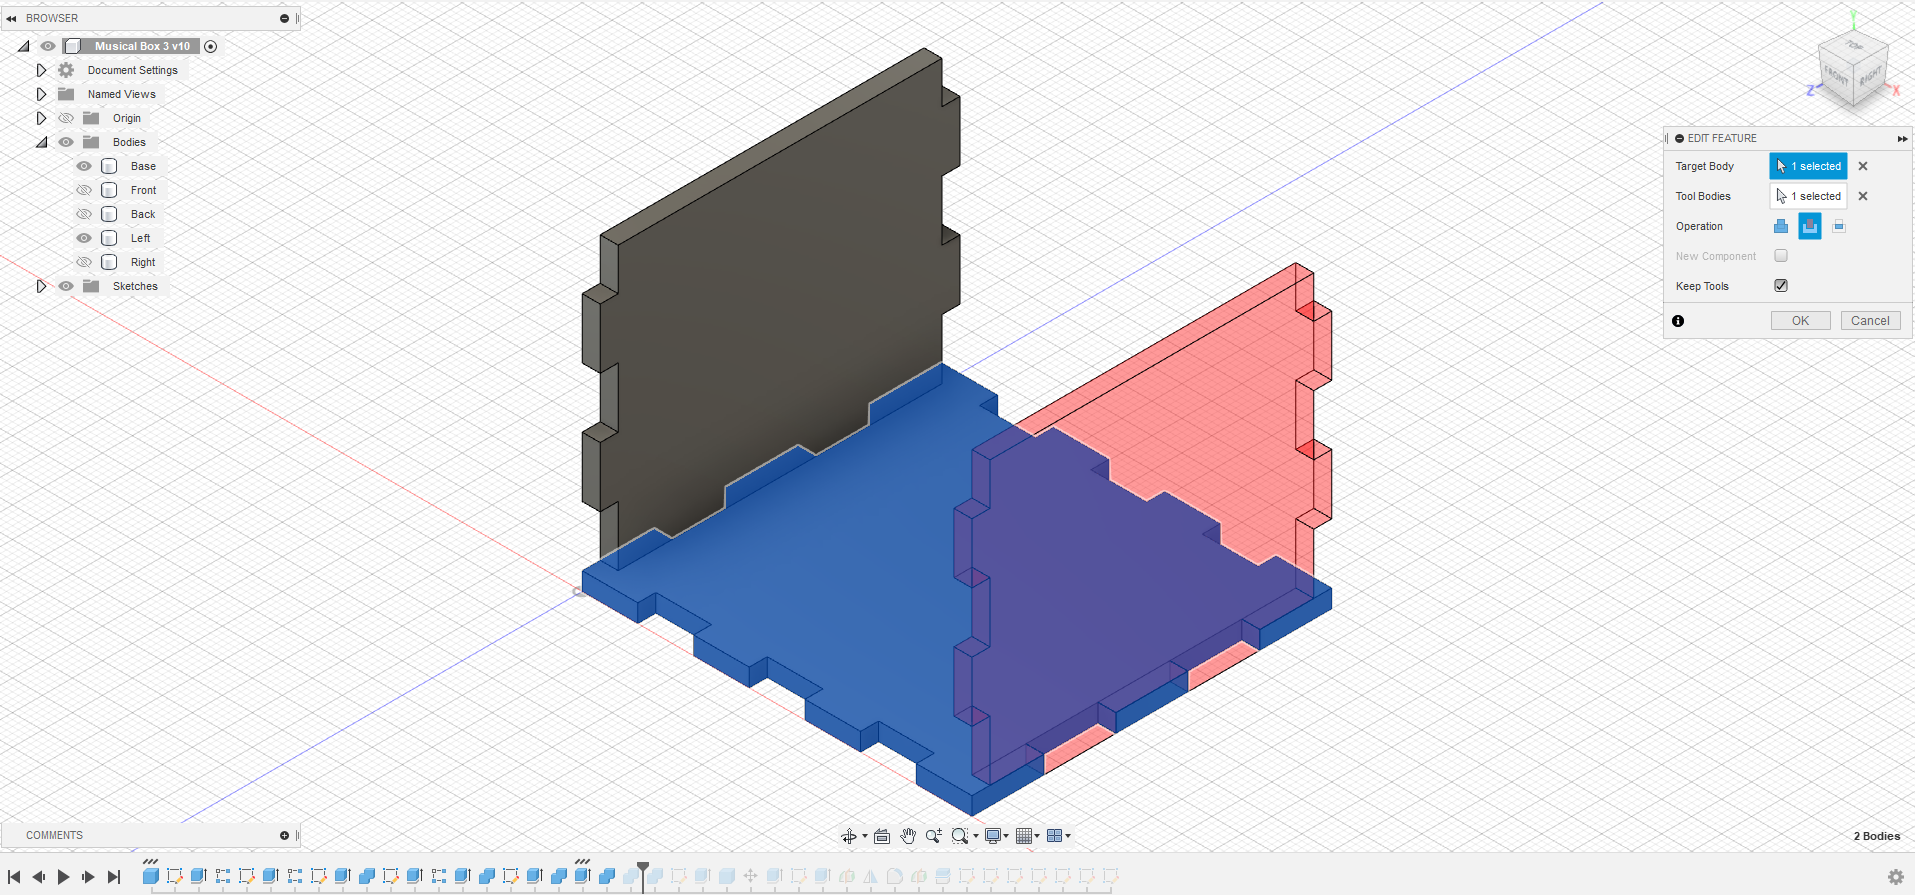 BROWSER
Musical Box 3 v10
Document Settings
Named Views
Origin
Bodies
Base
Front
Back
Left
Right
Sketches
Y
TOP
FRONT
RIGHT
Z
X
EDIT FEATURE
Target Body 1 selected
Tool Bodies 1 selected
Operation
New Component
Keep Tools
OK Cancel
COMMENTS
2 Bodies